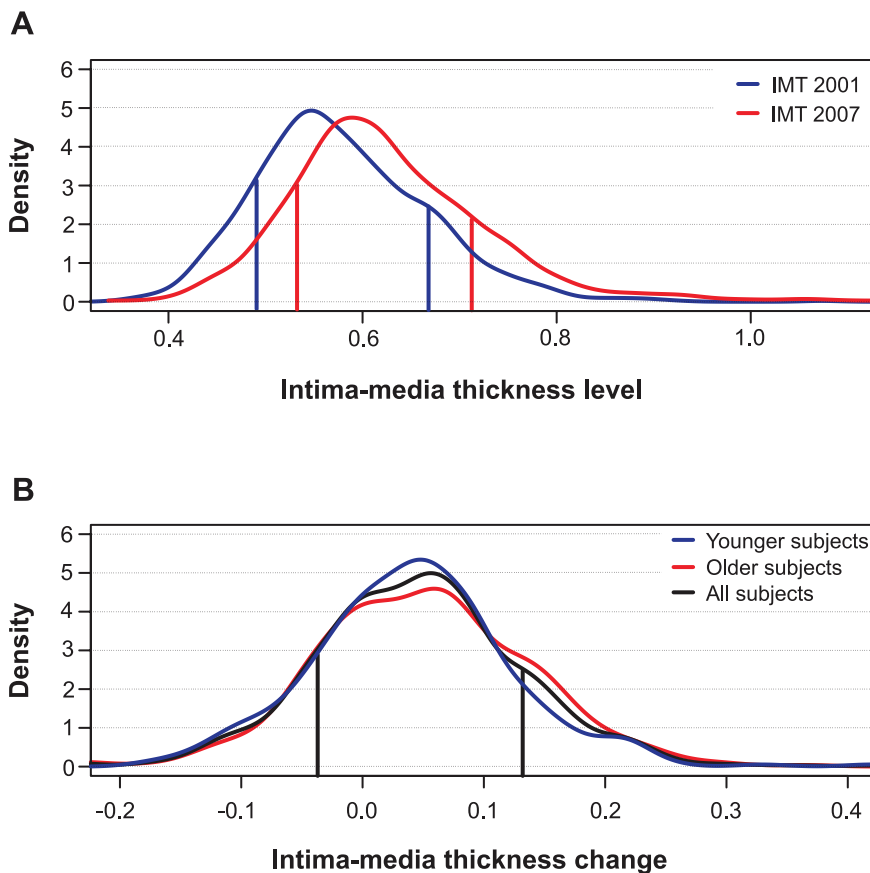 A
6
5
4
3
2
1
0
Density
IMT 2001
IMT 2007
0.4 0.6 0.8 1.0
Intima-media thickness level
B
6
5
4
3
2
1
0
Density
Younger subjects
Older subjects
All subjects
−0.2 −0.1 0.0 0.1 0.2 0.3 0.4
Intima-media thickness change